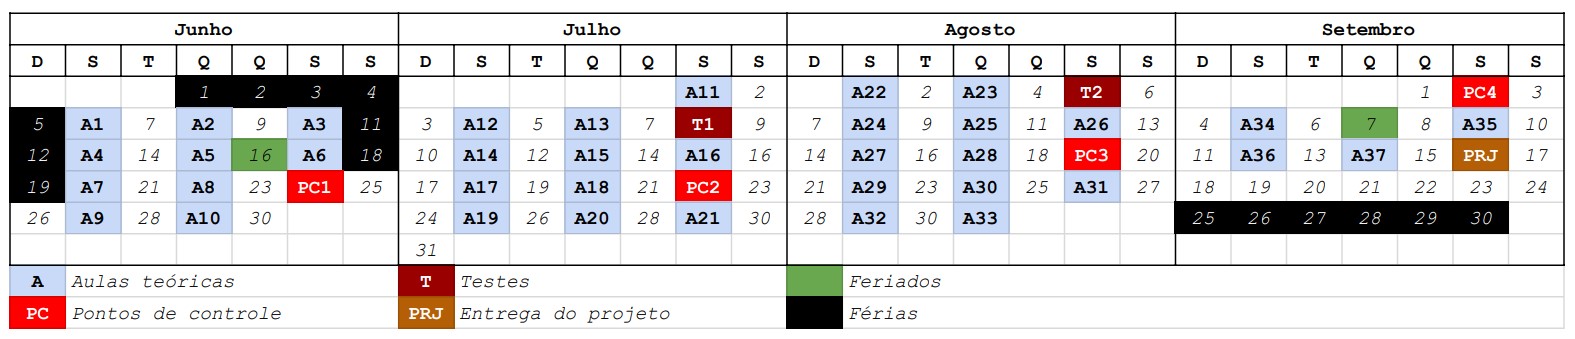 Junho Julho Agosto Setembro
D S T Q Q S S D S T Q Q S S D S T Q Q S S D S T Q Q S S
1 2 3 4 A11 2 A22 2 A23 4 T2 6 1 PC4 3
5 A1 7 A2 9 A3 11 3 A12 5 A13 7 T1 9 7 A24 9 A25 11 A26 13 4 A34 6 7 8 A35 10
12 A4 14 A5 16 A6 18 10 A14 12 A15 14 A16 16 14 A27 16 A28 18 PC3 20 11 A36 13 A37 15 PRJ 17
19 A7 21 A8 23 PC1 25 17 A17 19 A18 21 PC2 23 21 A29 23 A30 25 A31 27 18 19 20 21 22 23 24
26 A9 28 A10 30 24 A19 26 A20 28 A21 30 28 A32 30 A33 25 26 27 28 29 30
31
A Aulas teóricas T Testes Feriados
PC Pontos de controle PRJ Entrega do projeto Férias